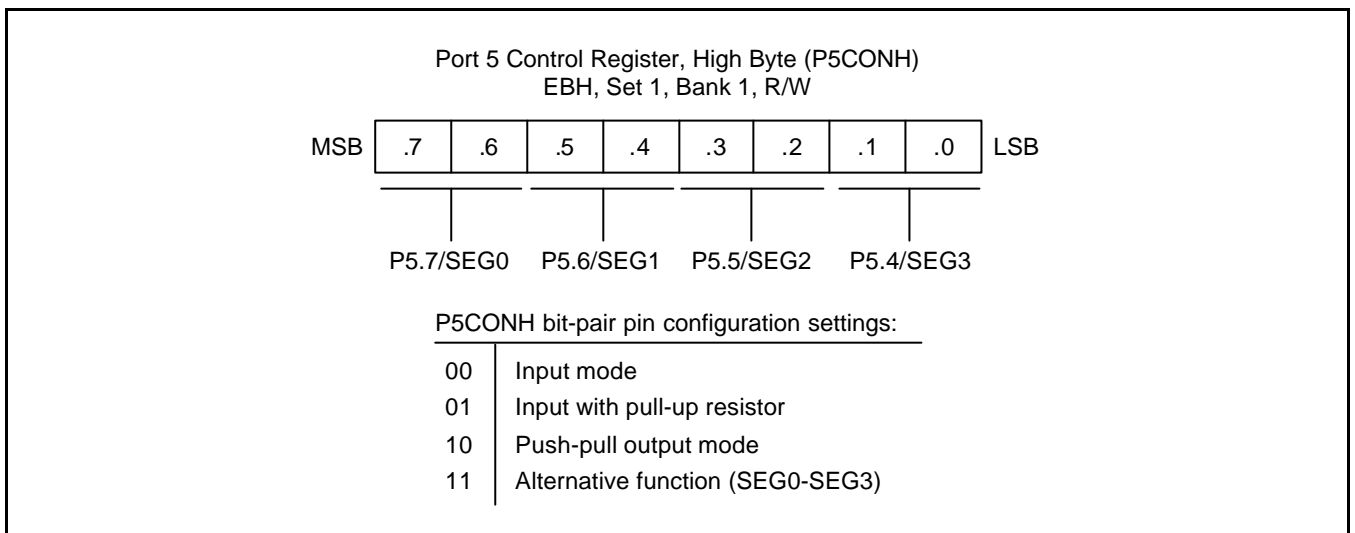 Port 5 Control Register, High Byte (P5CONH)
EBH, Set 1, Bank 1, R/W
MSB .7 .6 .5 .4 .3 .2 .1 .0 LSB
P5.7/SEG0 P5.6/SEG1 P5.5/SEG2 P5.4/SEG3
P5CONH bit-pair pin configuration settings:
00 Input mode
01 Input with pull-up resistor
10 Push-pull output mode
11 Alternative function (SEG0-SEG3)